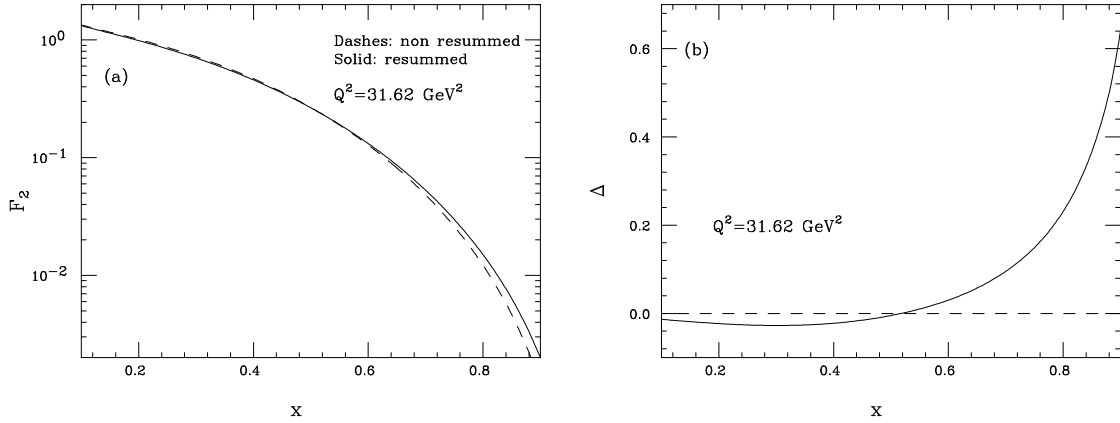 Dashes: non resummed
Solid: resummed
(a)
Q²=31.62 GeV²
F₂
10⁰
10⁻¹
10⁻²
0.2 0.4 0.6 0.8
x
(b)
Q²=31.62 GeV²
Δ
0.6
0.4
0.2
0.0
0.2 0.4 0.6 0.8
x